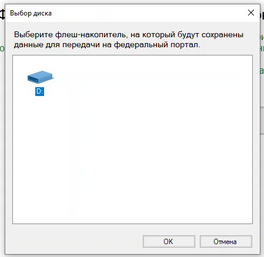 Выбор диска
Выберите флеш-накопитель, на который будут сохранены
данные для передачи на федеральный портал.
D:
OK
Отмена